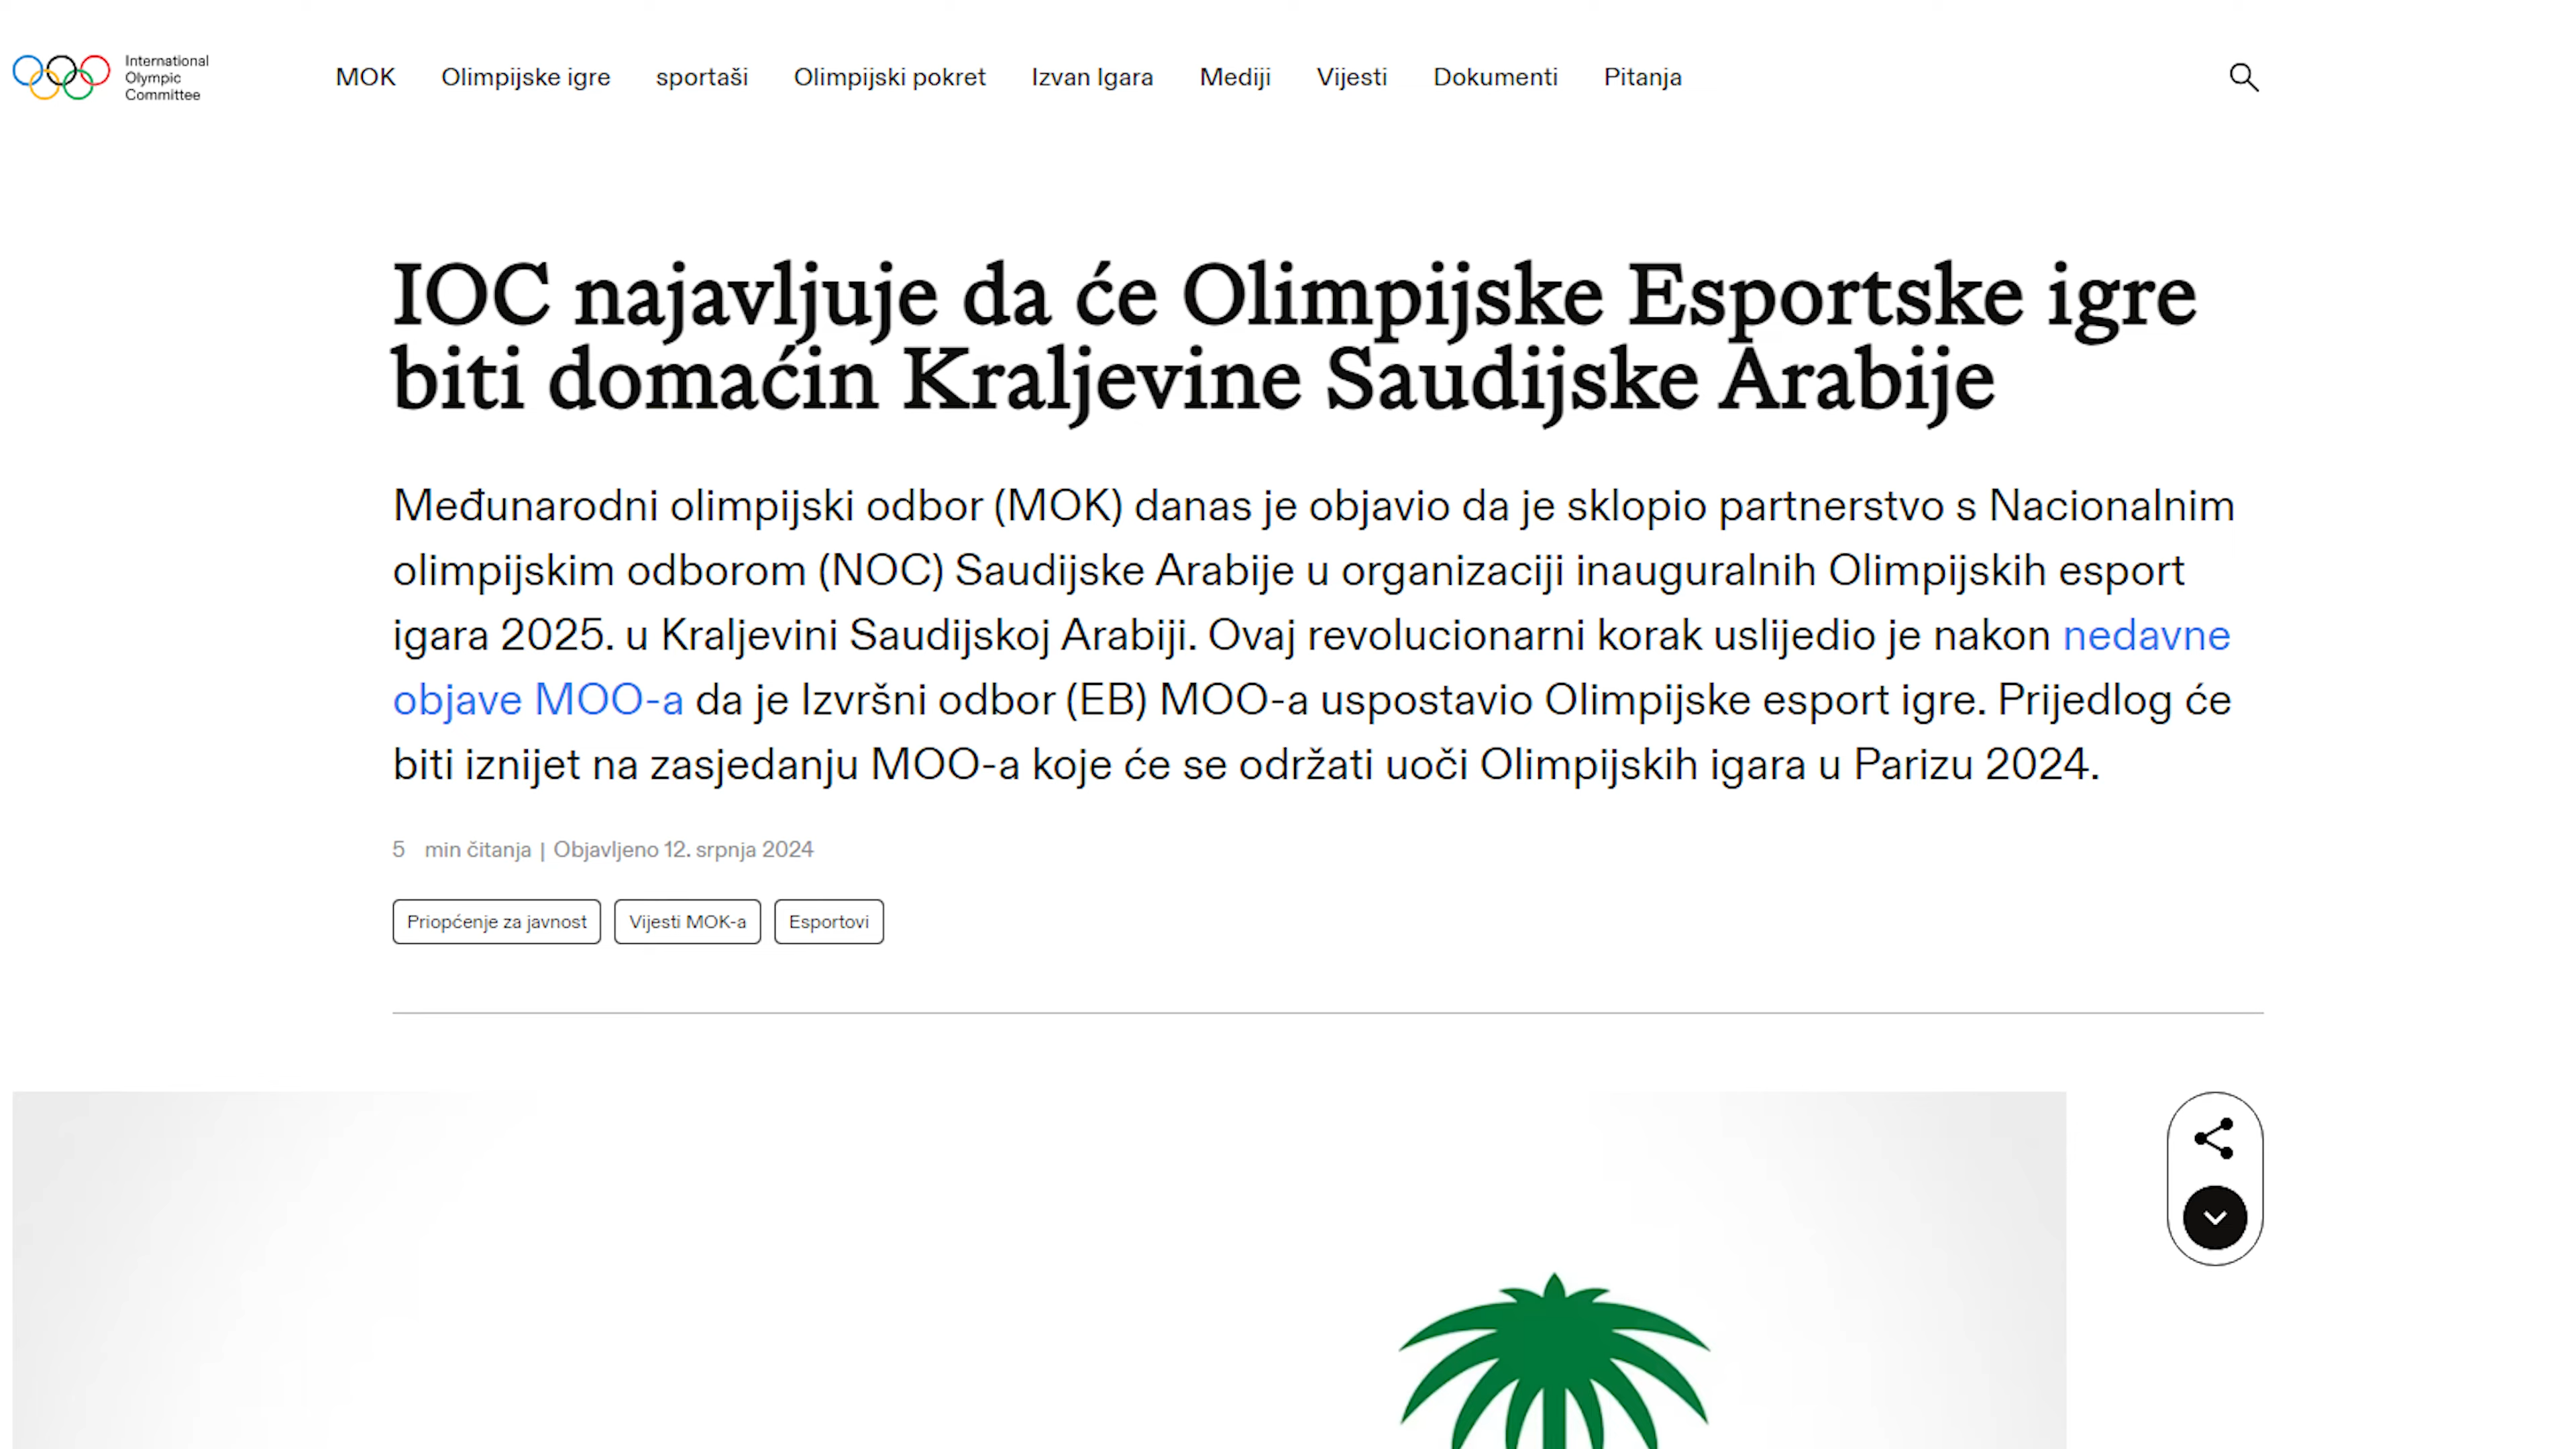 International
Olympic
Committee
MOK Olimpijske igre sportaši Olimpijski pokret Izvan Igara Mediji Vijesti Dokumenti Pitanja
IOC najavljuje da će Olimpijske Esportske igre
biti domaćin Kraljevine Saudijske Arabije
Međunarodni olimpijski odbor (MOK) danas je objavio da je sklopio partnerstvo s Nacionalnim
olimpijskim odborom (NOC) Saudijske Arabije u organizaciji inauguralnih Olimpijskih esport
igara 2025. u Kraljevini Saudijskoj Arabiji. Ovaj revolucionarni korak uslijedio je nakon nedavne
objave MOO-a da je Izvršni odbor (EB) MOO-a uspostavio Olimpijske esport igre. Prijedlog će
biti iznijet na zasjedanju MOO-a koje će se održati uoči Olimpijskih igara u Parizu 2024.
5 min čitanja | Objavljeno 12. srpnja 2024
Priopćenje za javnost Vijesti MOK-a Esportovi